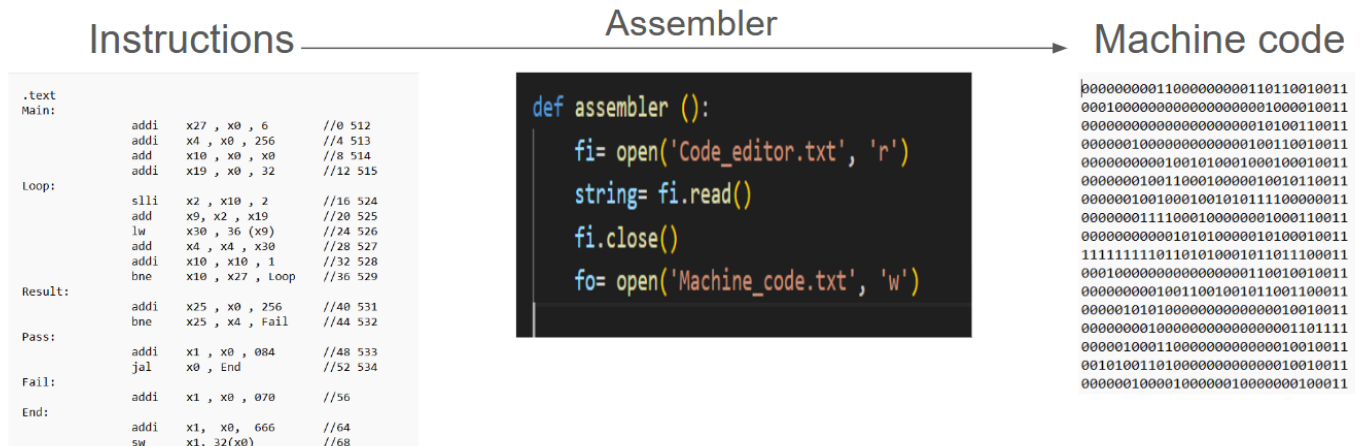 Instructions
Assembler
Machine code
.text
Main:
addi x27 , x0 , 6 //0 512
addi x4 , x0 , 256 //4 513
add x10 , x0 , x0 //8 514
addi x19 , x0 , 32 //12 515
Loop:
slli x2 , x10 , 2 //16 524
add x9, x2 , x19 //20 525
lw x30 , 36 (x9) //24 526
add x4 , x4 , x30 //28 527
addi x10 , x10 , 1 //32 528
bne x10 , x27 , Loop //36 529
Result:
addi x25 , x0 , 256 //40 531
bne x25 , x4 , Fail //44 532
Pass:
addi x1 , x0 , 084 //48 533
jal x0 , End //52 534
Fail:
addi x1 , x0 , 070 //56
End:
addi x1, x0, 666 //64
sw x1, 32(x0) //68
def assembler ():
fi= open('Code_editor.txt', 'r')
string= fi.read()
fi.close()
fo= open('Machine_code.txt', 'w')
00000000011000000000110110010011
00010000000000000000001000010011
00000000000000000000010100110011
00000010000000000000100110010011
00000000001001010001000100010011
00000001001100010000010010110011
00000010010001001010111100000011
00000001111000100000001000110011
00000000000101010000010100010011
11111111101101010001011011100011
00010000000000000000110010010011
00000000010011001001011001100011
00000101010000000000000010010011
00000000100000000000000001101111
00000100011000000000000010010011
00101001101000000000000010010011
00000010000100000010000000100011